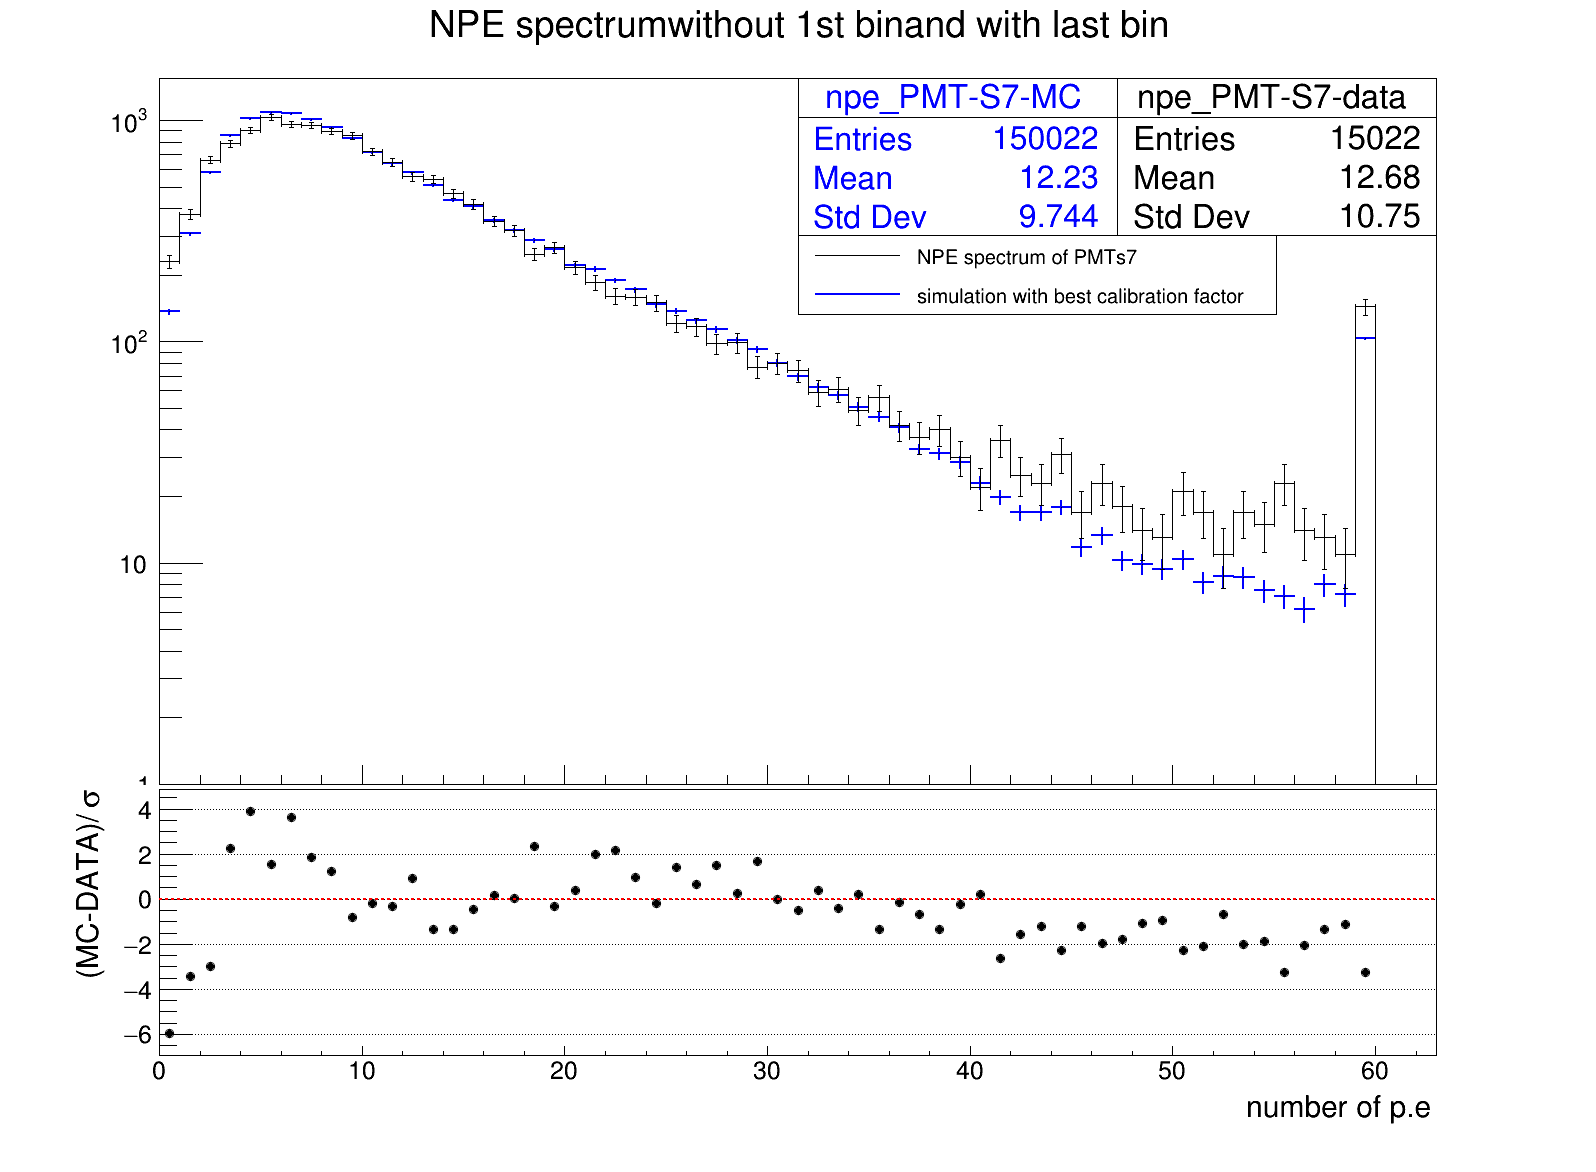 NPE spectrumwithout 1st binand with last bin
npe_PMT-S7-MC
Entries 150022
Mean 12.23
Std Dev 9.744
npe_PMT-S7-data
Entries 15022
Mean 12.68
Std Dev 10.75
NPE spectrum of PMTs7
simulation with best calibration factor
10³
10²
10
1
(MC-DATA)/ σ
4
2
0
−2
−4
−6
0 10 20 30 40 50 60
number of p.e